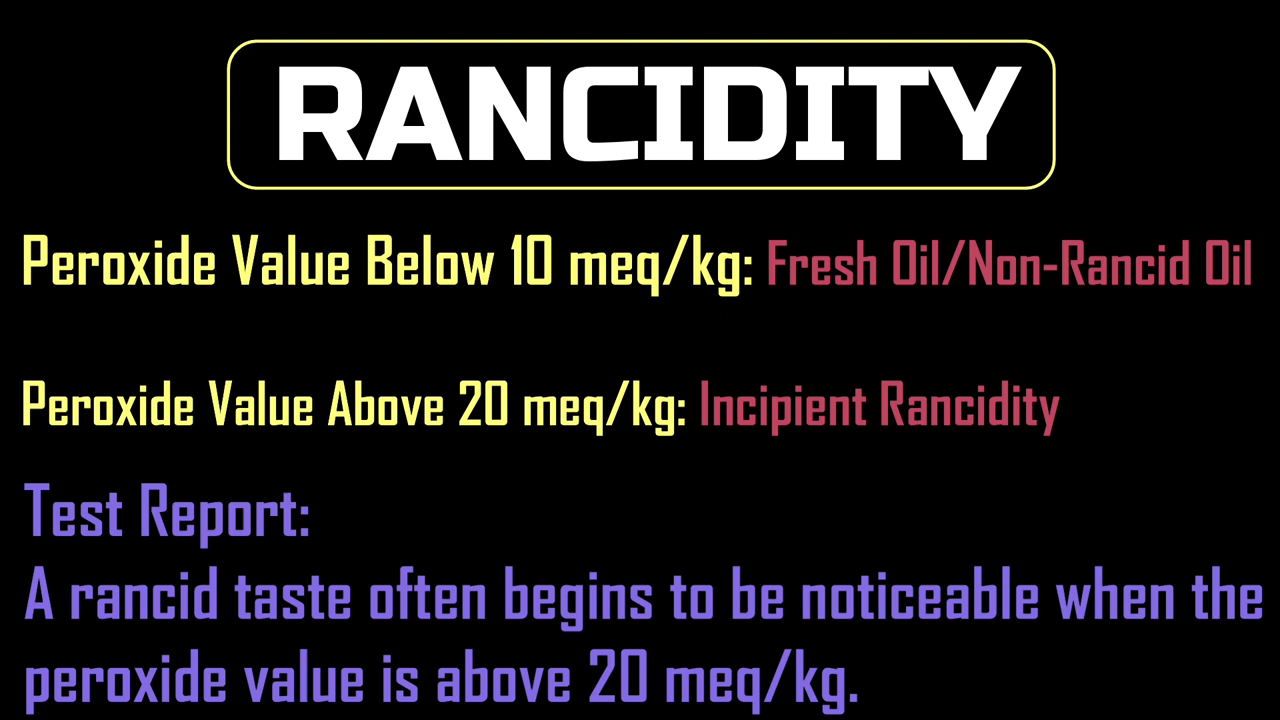 RANCIDITY
Peroxide Value Below 10 meq/kg: Fresh Oil/Non-Rancid Oil
Peroxide Value Above 20 meq/kg: Incipient Rancidity
Test Report:
A rancid taste often begins to be noticeable when the
peroxide value is above 20 meq/kg.